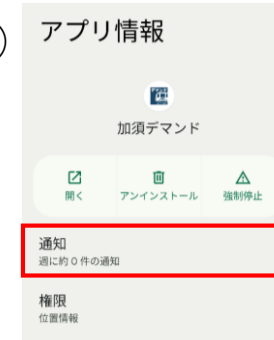 アプリ情報
加須デマンド
開く
アンインストール
強制停止
通知
週に約 0 件の通知
権限
位置情報